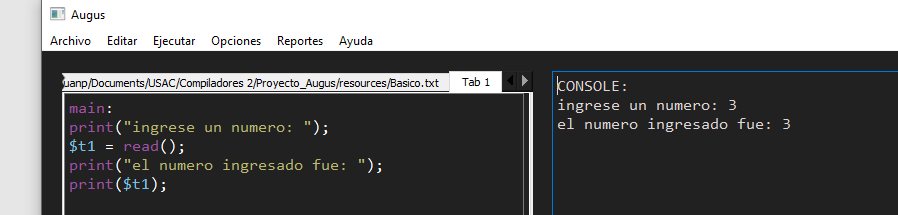 Augus
Archivo Editar Ejecutar Opciones Reportes Ayuda
uanp/Documents/USAC/Compiladores 2/Proyecto_Augus/resources/Basico.txt Tab 1
main:
print("ingrese un numero: ");
$t1 = read();
print("el numero ingresado fue: ");
print($t1);
CONSOLE:
ingrese un numero: 3
el numero ingresado fue: 3